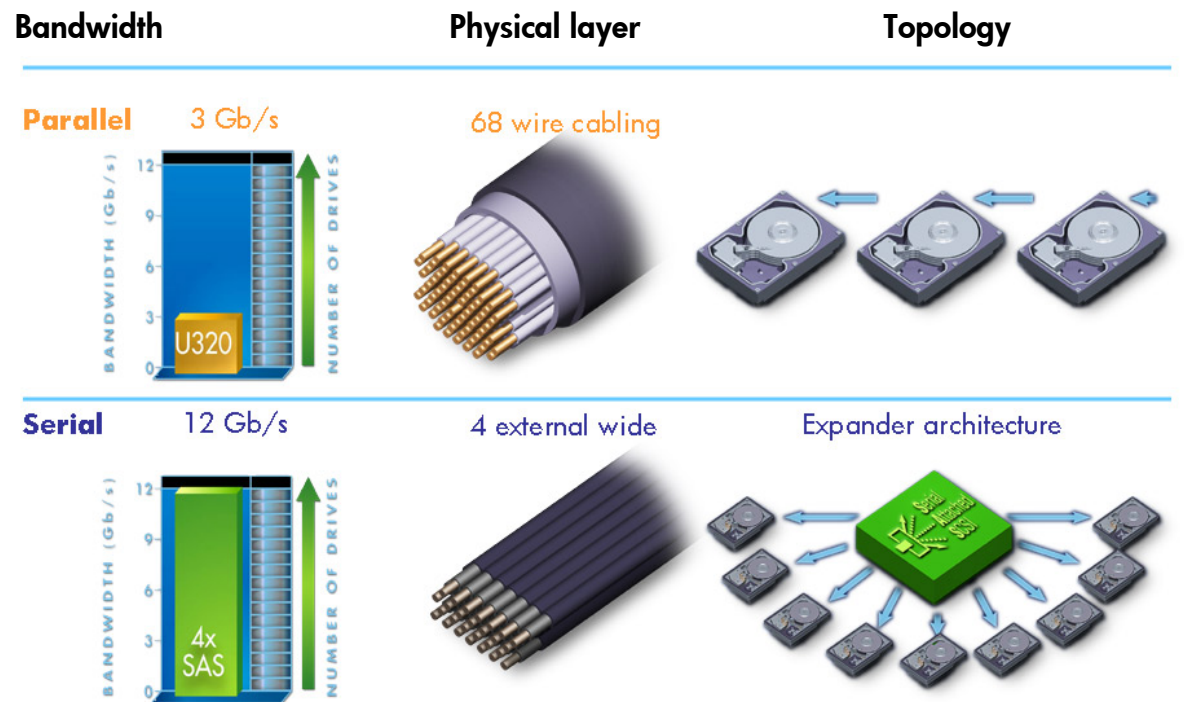 Bandwidth
Physical layer
Topology
Parallel
3 Gb/s
68 wire cabling
BANDWIDTH (Gb/s)
12
9
6
3
0
U320
NUMBER OF DRIVES
Serial
12 Gb/s
4 external wide
Expander architecture
BANDWIDTH (Gb/s)
12
9
6
3
0
4x
SAS
NUMBER OF DRIVES
Serial
Attached
SCSI